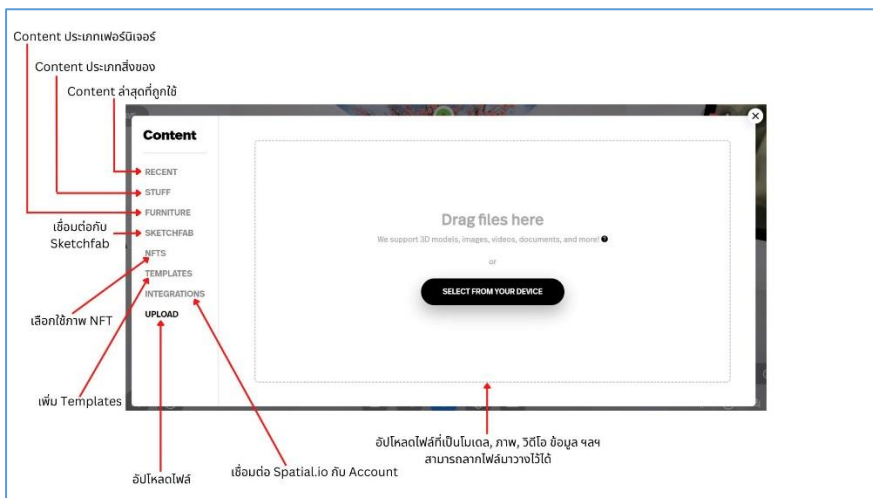 Content ประเภทเฟอร์นิเจอร์
Content ประเภทสิ่งของ
Content ล่าสุดที่ถูกใช้
Content
RECENT
STUFF
FURNITURE
SKETCHFAB
NFTS
TEMPLATES
INTEGRATIONS
UPLOAD
Drag files here
We support 3D models, images, videos, documents, and more!
or
SELECT FROM YOUR DEVICE
เชื่อมต่อกับ
Sketchfab
เลือกใช้ภาพ NFT
เพิ่ม Templates
อัปโหลดไฟล์
เชื่อมต่อ Spatial.io กับ Account
อัปโหลดไฟล์ที่เป็นโมเดล, ภาพ, วิดีโอ ข้อมูล ฯลฯ
สามารถลากไฟล์มาวางไว้ได้